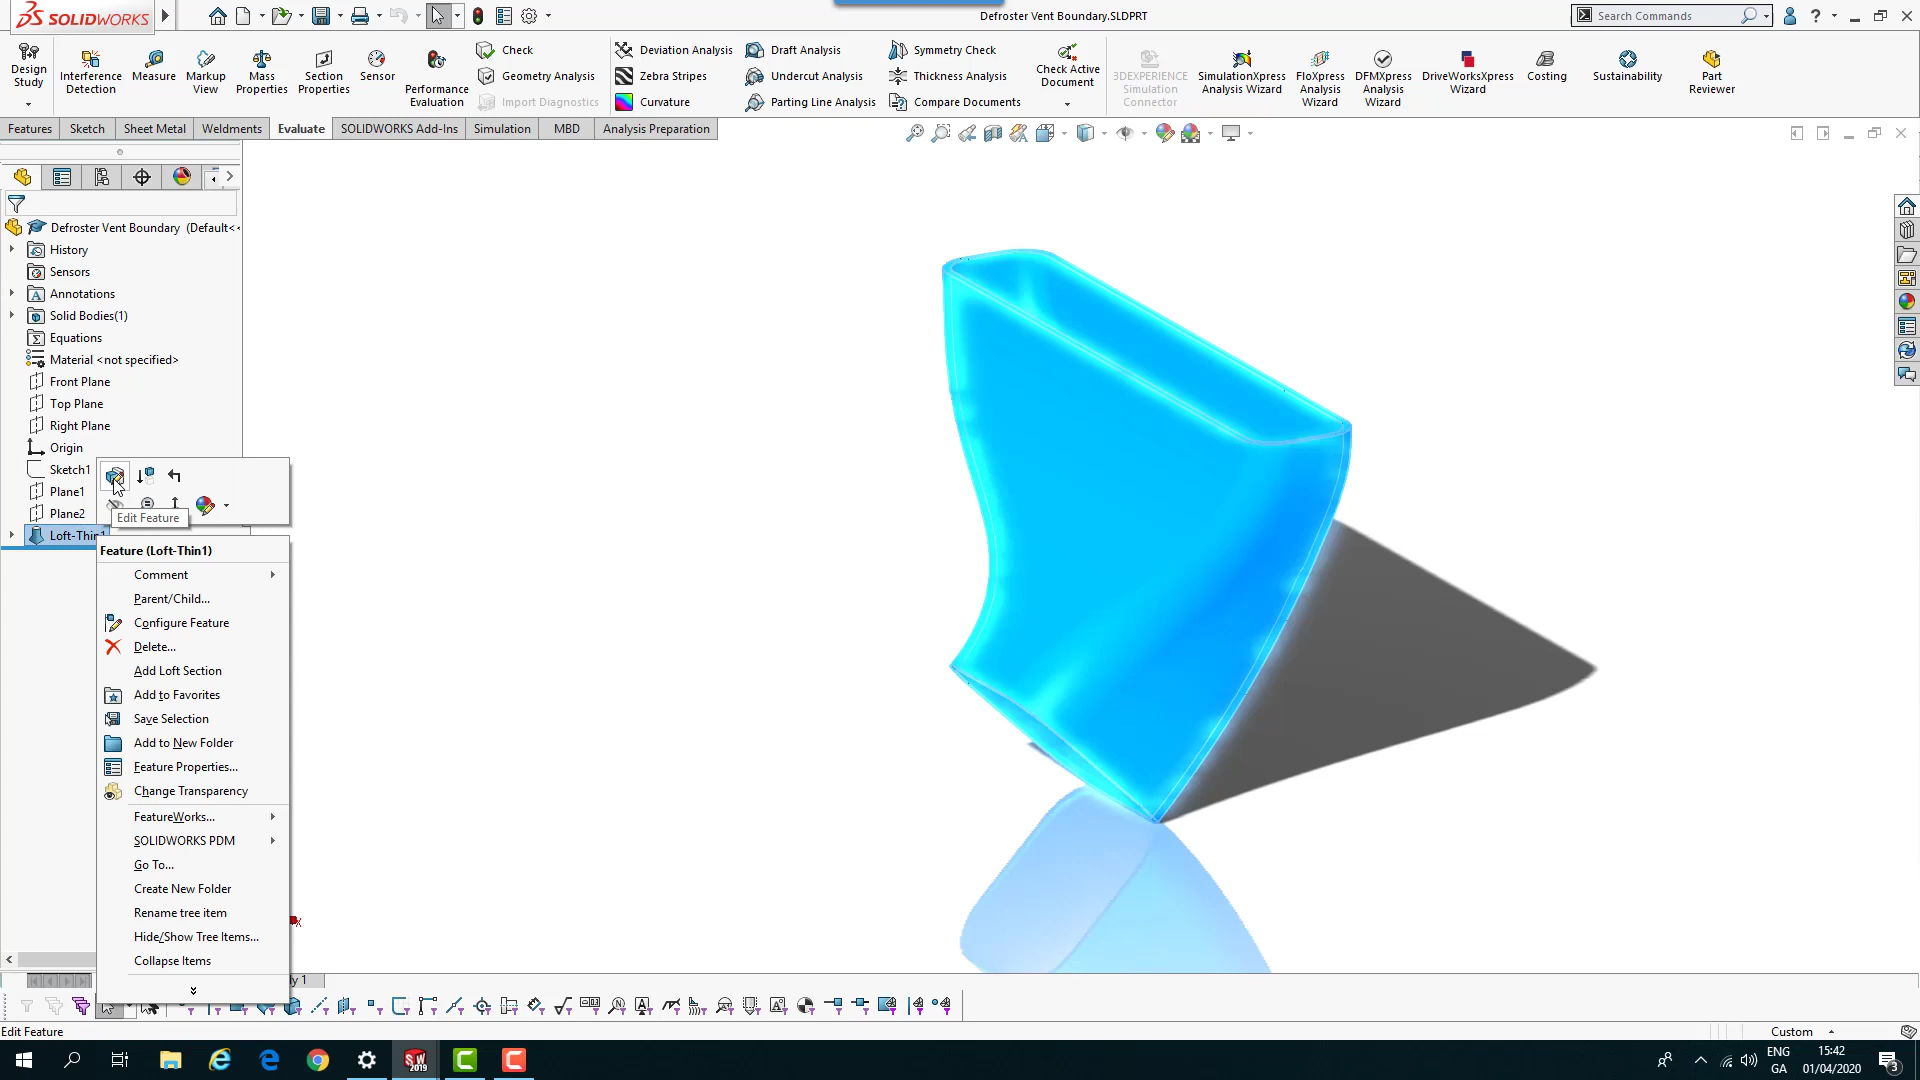 SOLIDWORKS
Defroster Vent Boundary.SLDPRT
Search Commands
Design Study
Interference Detection
Measure
Markup View
Mass Properties
Section Properties
Sensor
Performance Evaluation
Check
Geometry Analysis
Import Diagnostics
Deviation Analysis
Zebra Stripes
Curvature
Draft Analysis
Undercut Analysis
Parting Line Analysis
Symmetry Check
Thickness Analysis
Compare Documents
Check Active Document
3DEXPERIENCE Simulation Connector
SimulationXpress Analysis Wizard
FloXpress Analysis Wizard
DFMXpress Analysis Wizard
DriveWorksXpress Wizard
Costing
Sustainability
Part Reviewer
Features
Sketch
Sheet Metal
Weldments
Evaluate
SOLIDWORKS Add-Ins
Simulation
MBD
Analysis Preparation
Defroster Vent Boundary (Default<<
History
Sensors
Annotations
Solid Bodies(1)
Equations
Material <not specified>
Front Plane
Top Plane
Right Plane
Origin
Sketch1
Plane1
Plane2
Edit Feature
Loft-Thin1
Feature (Loft-Thin1)
Comment
Parent/Child...
Configure Feature
Delete...
Add Loft Section
Add to Favorites
Save Selection
Add to New Folder
Feature Properties...
Change Transparency
FeatureWorks...
SOLIDWORKS PDM
Go To...
Create New Folder
Rename tree item
Hide/Show Tree Items...
Collapse Items
y 1
Edit Feature
Custom
SW 2019
ENG
GA
15:42
01/04/2020
3